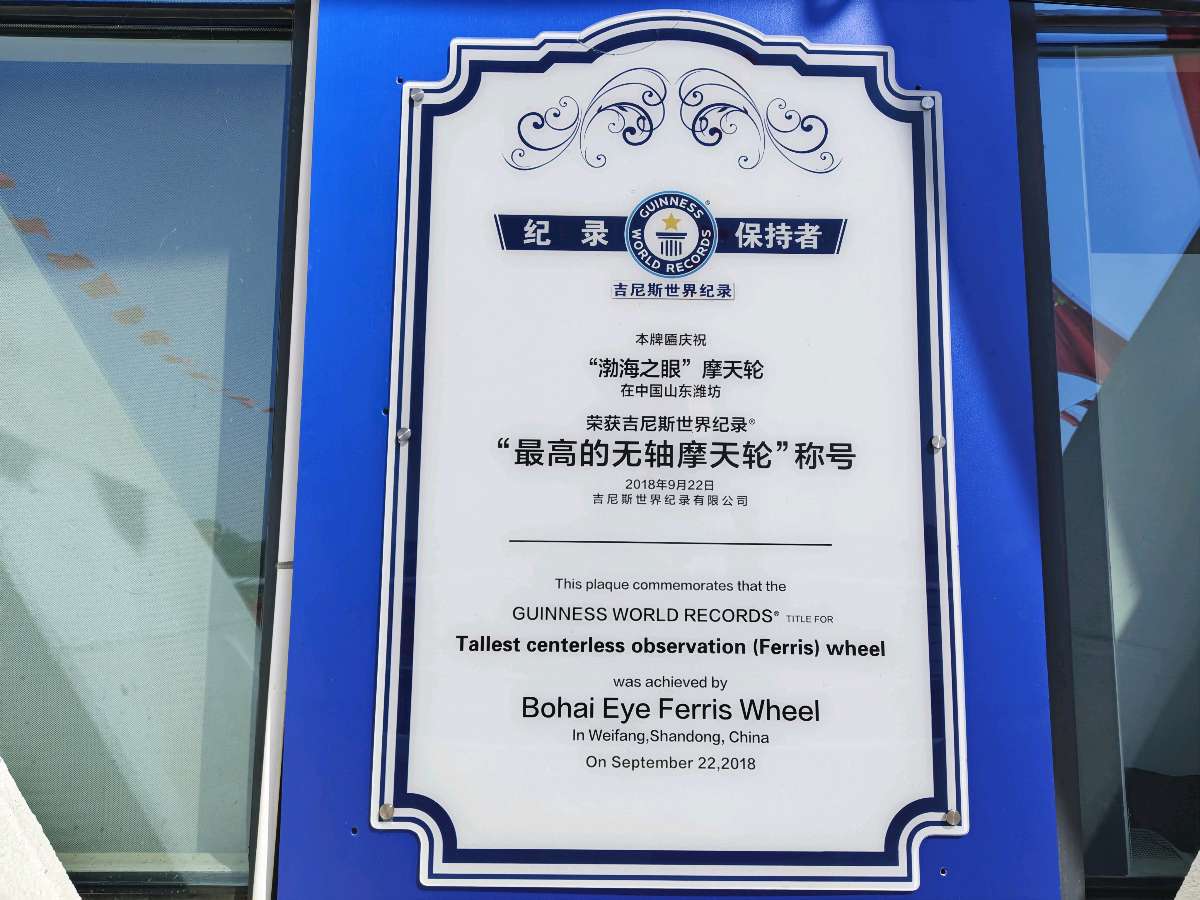 纪 录 GUINNESS WORLD RECORDS ® 保持者
吉尼斯世界纪录
本牌匾庆祝
“渤海之眼”摩天轮
在中国山东潍坊
荣获吉尼斯世界纪录®
“最高的无轴摩天轮”称号
2018年9月22日
吉尼斯世界纪录有限公司
This plaque commemorates that the
GUINNESS WORLD RECORDS® TITLE FOR
Tallest centerless observation (Ferris) wheel
was achieved by
Bohai Eye Ferris Wheel
In Weifang,Shandong, China
On September 22,2018